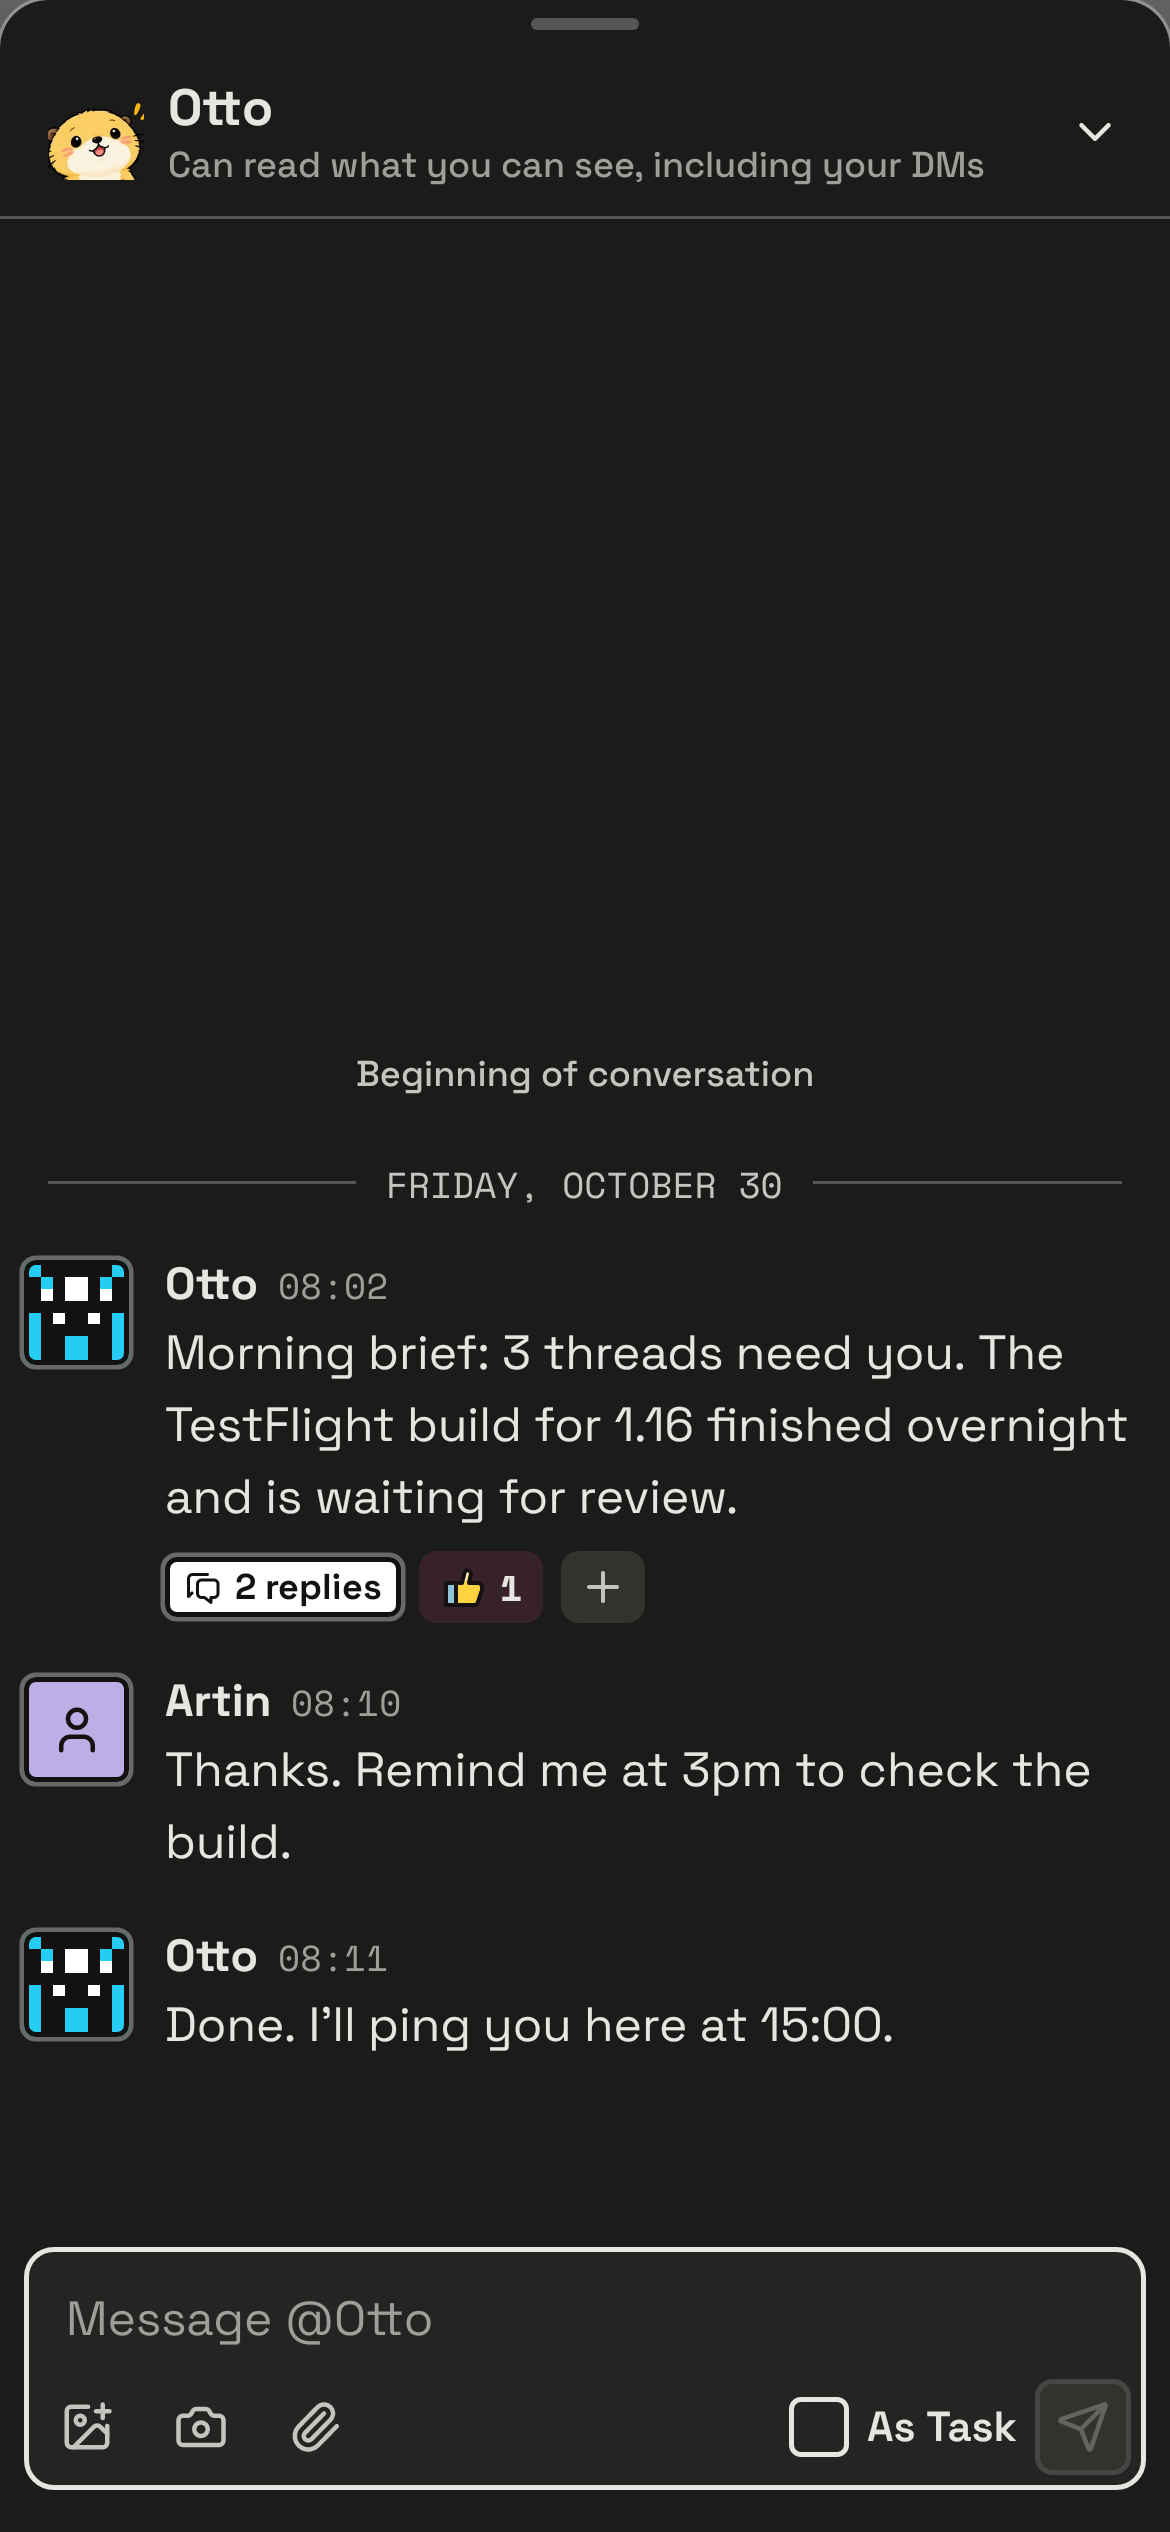 Otto
Can read what you can see, including your DMs
Beginning of conversation
FRIDAY, OCTOBER 30
Otto 08:02
Morning brief: 3 threads need you. The
TestFlight build for 1.16 finished overnight
and is waiting for review.
2 replies 👍 1
Artin 08:10
Thanks. Remind me at 3pm to check the
build.
Otto 08:11
Done. I’ll ping you here at 15:00.
Message @Otto
As Task